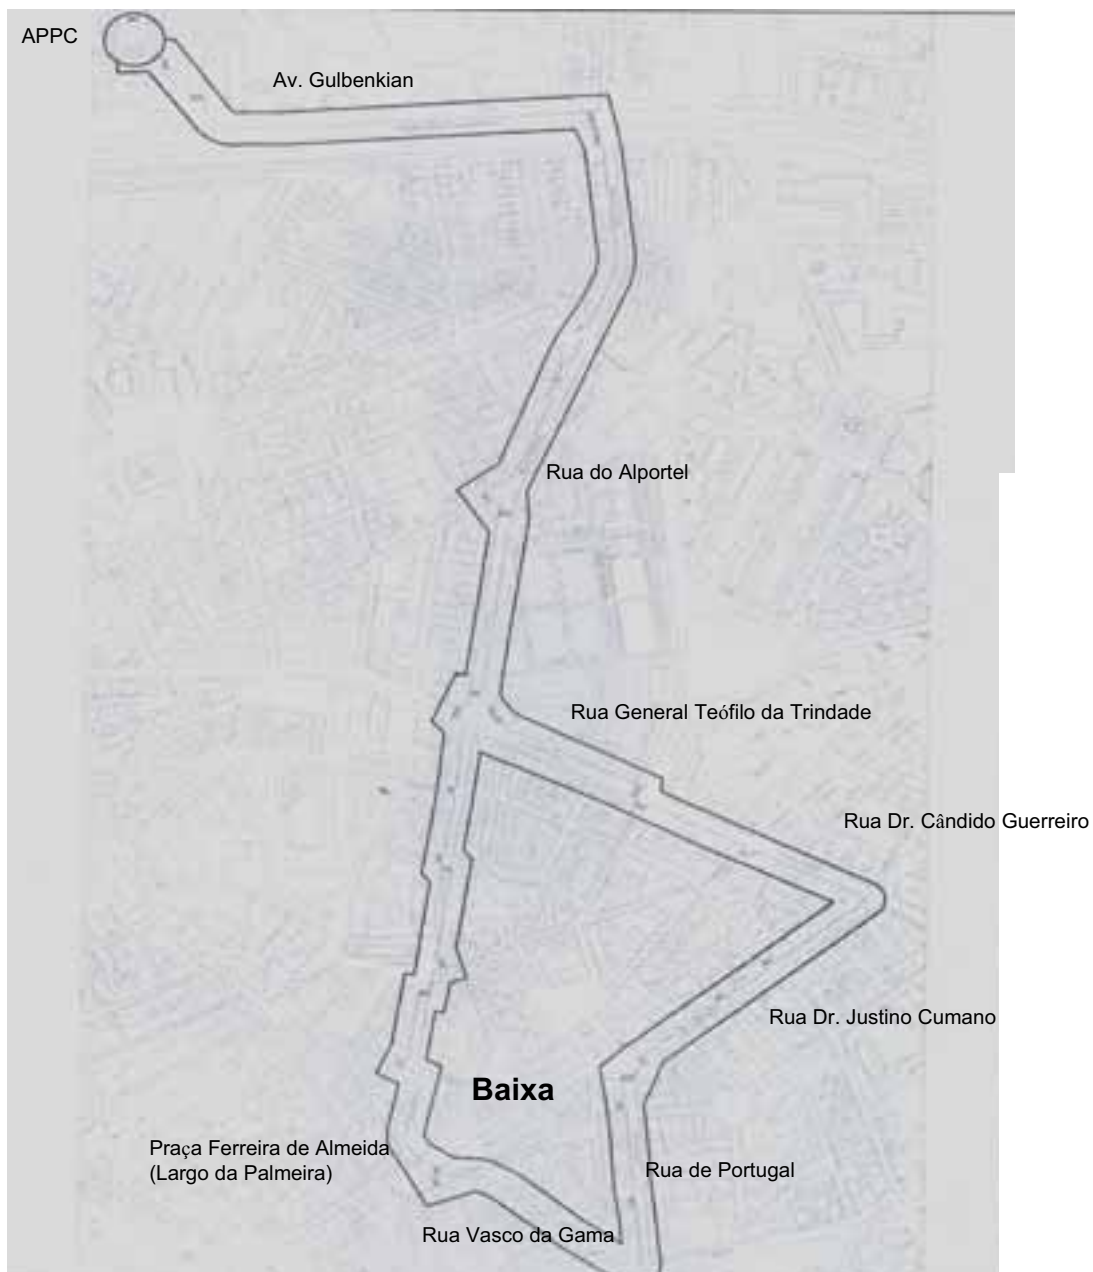 APPC
Av. Gulbenkian
Rua do Alportel
Rua General Teófilo da Trindade
Rua Dr. Cândido Guerreiro
Rua Dr. Justino Cumano
Baixa
Praça Ferreira de Almeida
(Largo da Palmeira)
Rua de Portugal
Rua Vasco da Gama